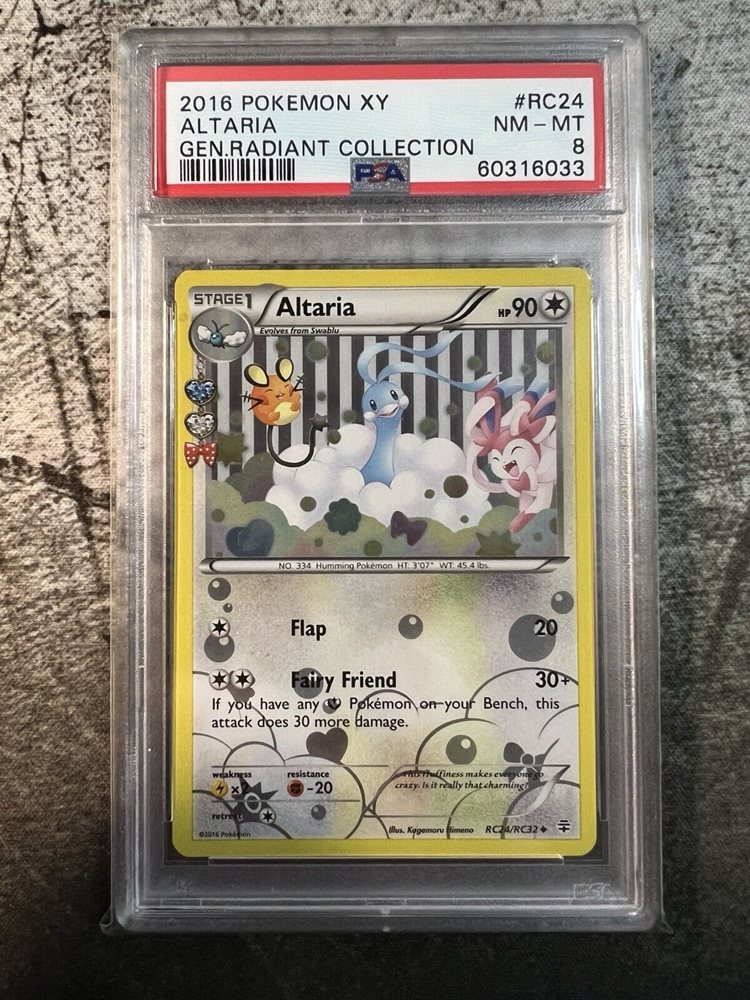 2016 POKEMON XY #RC24
ALTARIA NM - MT
GEN.RADIANT COLLECTION 8
PSA 60316033
STAGE1 Altaria HP90
Evolves from Swablu
NO. 334 Humming Pokémon HT: 3'07" WT: 45.4 lbs.
Flap 20
Fairy Friend 30+
If you have any Pokémon on your Bench, this
attack does 30 more damage.
weakness resistance
×2 -20
This fluffiness makes everyone go
crazy. Is it really that charming?
retreat
©2016 Pokémon Illus. Kagemaru Himeno RC24/RC32
PSA